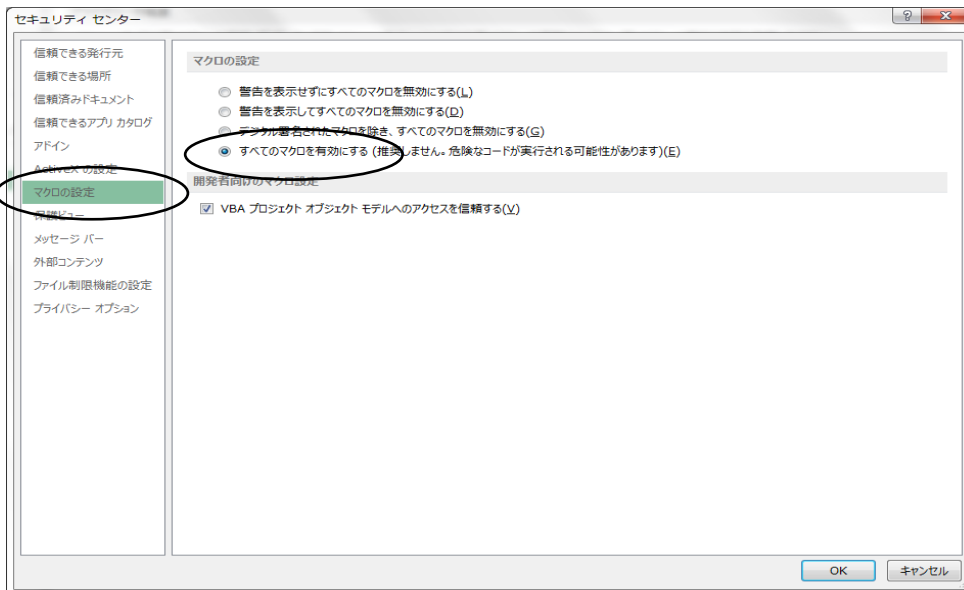 セキュリティ センター
信頼できる発行元
信頼できる場所
信頼済みドキュメント
信頼できるアプリ カタログ
アドイン
ActiveX の設定
マクロの設定
保護ビュー
メッセージ バー
外部コンテンツ
ファイル制限機能の設定
プライバシー オプション
マクロの設定
警告を表示せずにすべてのマクロを無効にする(L)
警告を表示してすべてのマクロを無効にする(D)
デジタル署名されたマクロを除き、すべてのマクロを無効にする(G)
すべてのマクロを有効にする (推奨しません。危険なコードが実行される可能性があります)(E)
開発者向けのマクロ設定
VBA プロジェクト オブジェクト モデルへのアクセスを信頼する(V)
OK
キャンセル